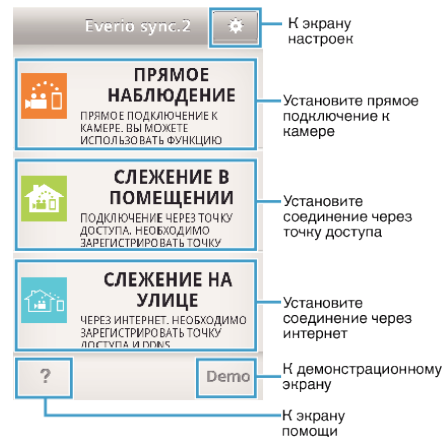 Everio sync.2
К экрану
настроек
ПРЯМОЕ
НАБЛЮДЕНИЕ
ПРЯМОЕ ПОДКЛЮЧЕНИЕ К
КАМЕРЕ. ВЫ МОЖЕТЕ
ИСПОЛЬЗОВАТЬ ФУНКЦИЮ
Установите прямое
подключение к
камере
СЛЕЖЕНИЕ В
ПОМЕЩЕНИИ
ПОДКЛЮЧЕНИЕ ЧЕРЕЗ ТОЧКУ
ДОСТУПА. НЕОБХОДИМО
ЗАРЕГИСТРИРОВАТЬ ТОЧКУ
Установите
соединение через
точку доступа
СЛЕЖЕНИЕ НА
УЛИЦЕ
ЧЕРЕЗ ИНТЕРНЕТ. НЕОБХОДИМО
ЗАРЕГИСТРИРОВАТЬ ТОЧКУ
ДОСТУПА И DDNS
Установите
соединение через
интернет
?
Demo
К демонстрационному
экрану
К экрану
помощи